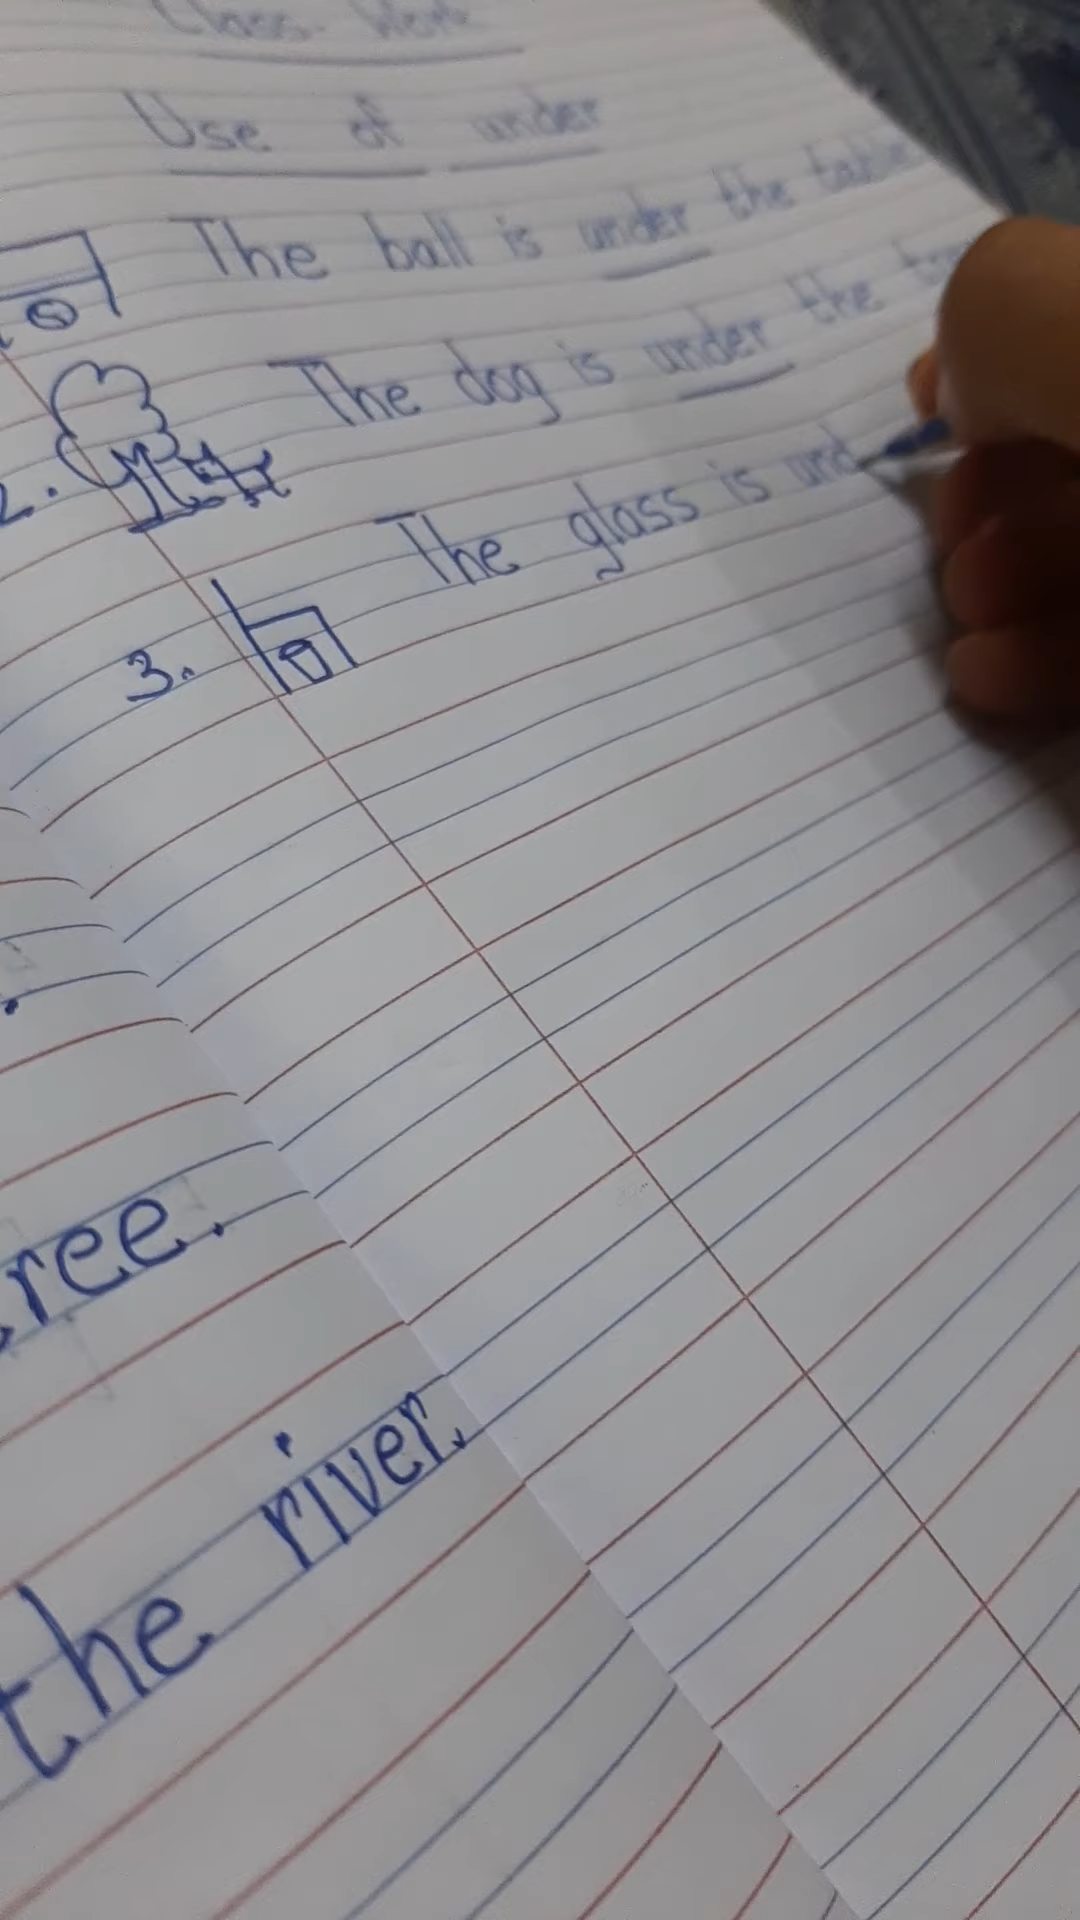 Class Work
Use of under
The ball is under the table
2. The dog is under the
3. The glass is und
ree.
the river.